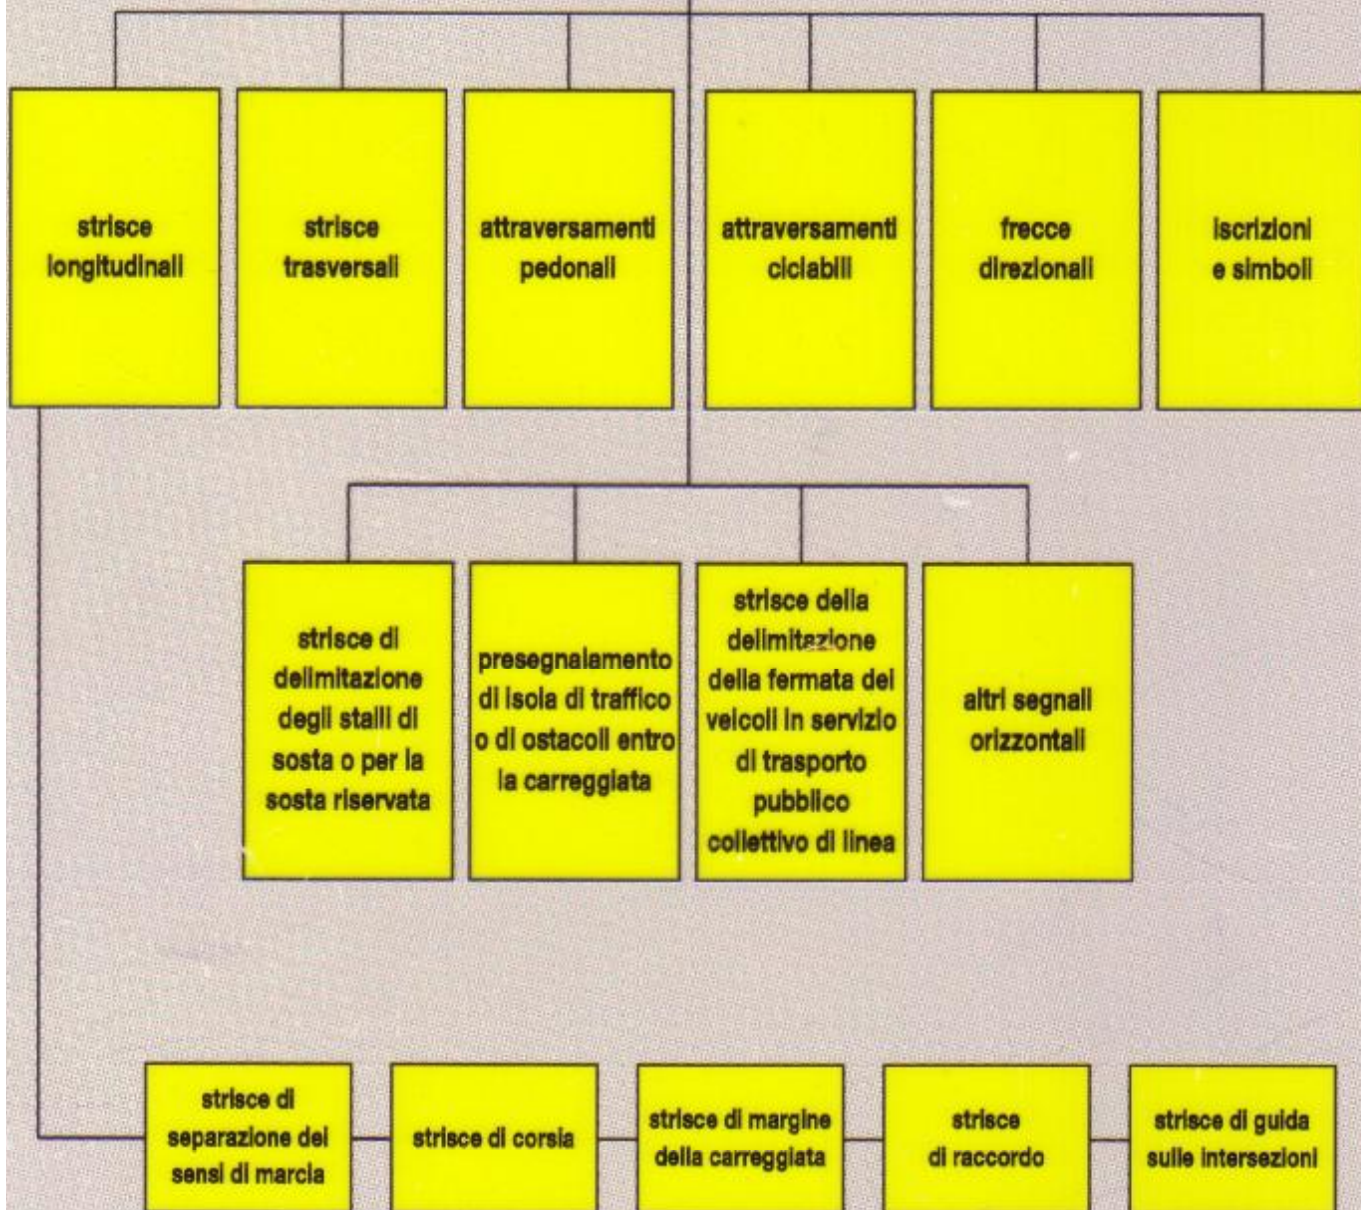 strisce
longitudinali
strisce
trasversali
attraversamenti
pedonali
attraversamenti
ciclabili
frecce
direzionali
iscrizioni
e simboli
strisce di
delimitazione
degli stalli di
sosta o per la
sosta riservata
presegnalamento
di isola di traffico
o di ostacoli entro
la carreggiata
strisce della
delimitazione
della fermata dei
veicoli in servizio
di trasporto
pubblico
collettivo di linea
altri segnali
orizzontali
strisce di
separazione dei
sensi di marcia
strisce di corsia
strisce di margine
della carreggiata
strisce
di raccordo
strisce di guida
sulle intersezioni